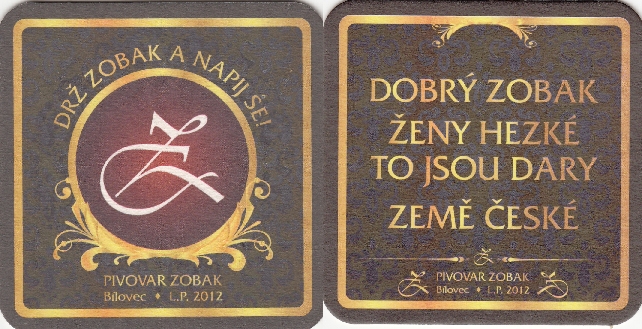 DRŽ ZOBAK A NAPIJ SE!
Z
PIVOVAR ZOBAK
Bílovec ♦ L.P. 2012
DOBRÝ ZOBAK
ŽENY HEZKÉ
TO JSOU DARY
ZEMĚ ČESKÉ
Z
PIVOVAR ZOBAK
Z Bílovec ♦ L.P. 2012 Z